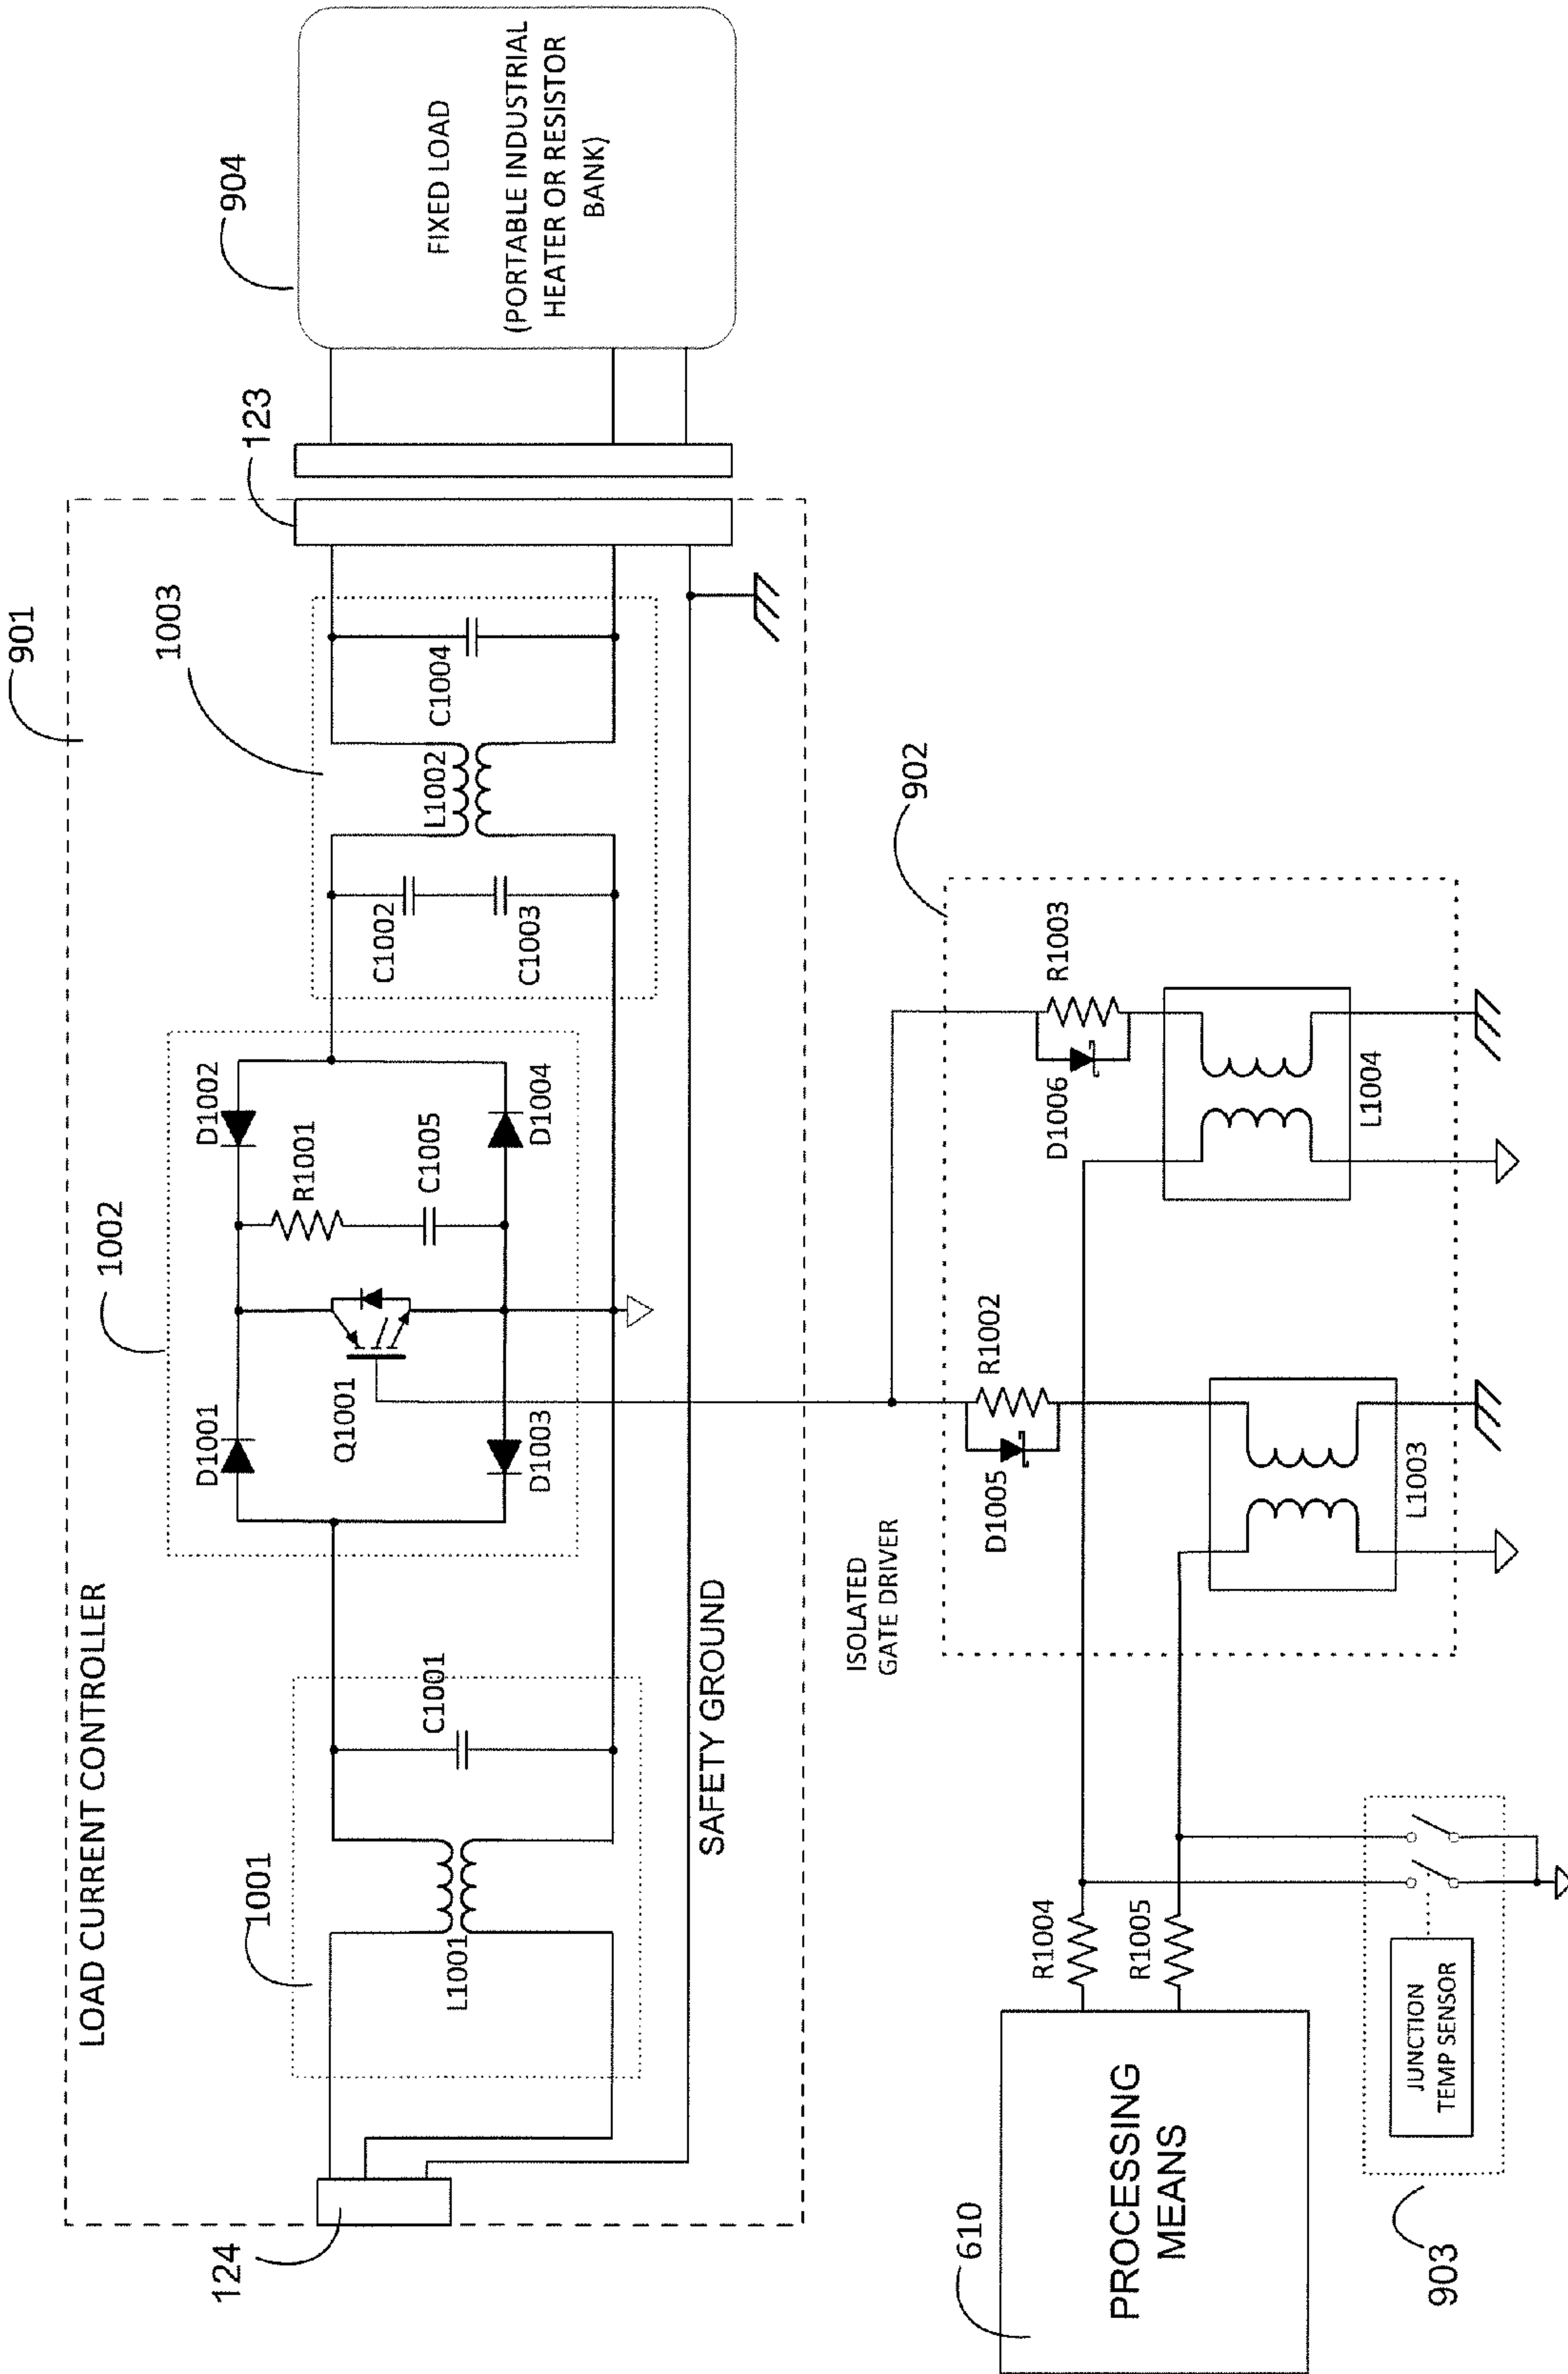 LOAD CURRENT CONTROLLER
901
1001
1002
1003
123
904
124
L1001
C1001
D1001
D1002
Q1001
R1001
C1005
D1003
D1004
C1002
C1003
L1002
C1004
FIXED LOAD
(PORTABLE INDUSTRIAL
HEATER OR RESISTOR
BANK)
SAFETY GROUND
ISOLATED
GATE DRIVER
902
D1005
R1002
D1006
R1003
L1003
L1004
610
PROCESSING
MEANS
R1004
R1005
JUNCTION
TEMP SENSOR
903